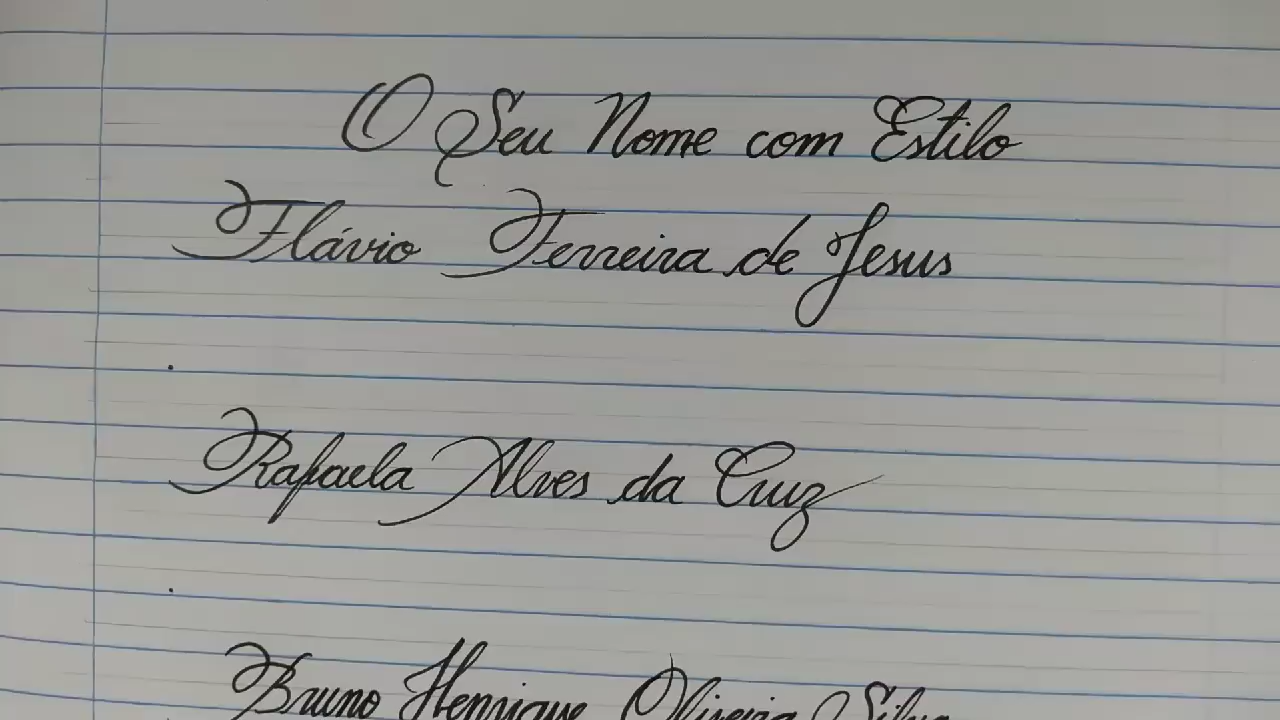 O Seu Nome com Estilo
Flávio Ferreira de Jesus
Rafaela Alves da Cruz
Bruno Henrique Oliveira Silva